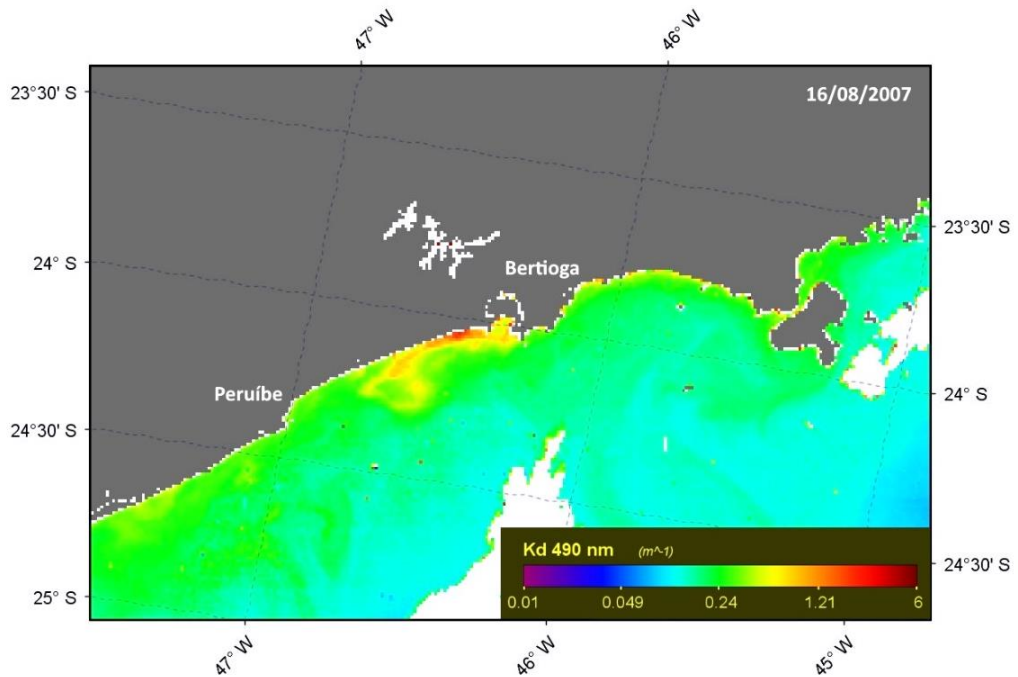 47° W
46° W
23°30' S
16/08/2007
23°30' S
24° S
Bertioga
Peruíbe
24° S
24°30' S
Kd 490 nm (m^-1)
24°30' S
0.01 0.049 0.24 1.21 6
25° S
47° W
46° W
45° W